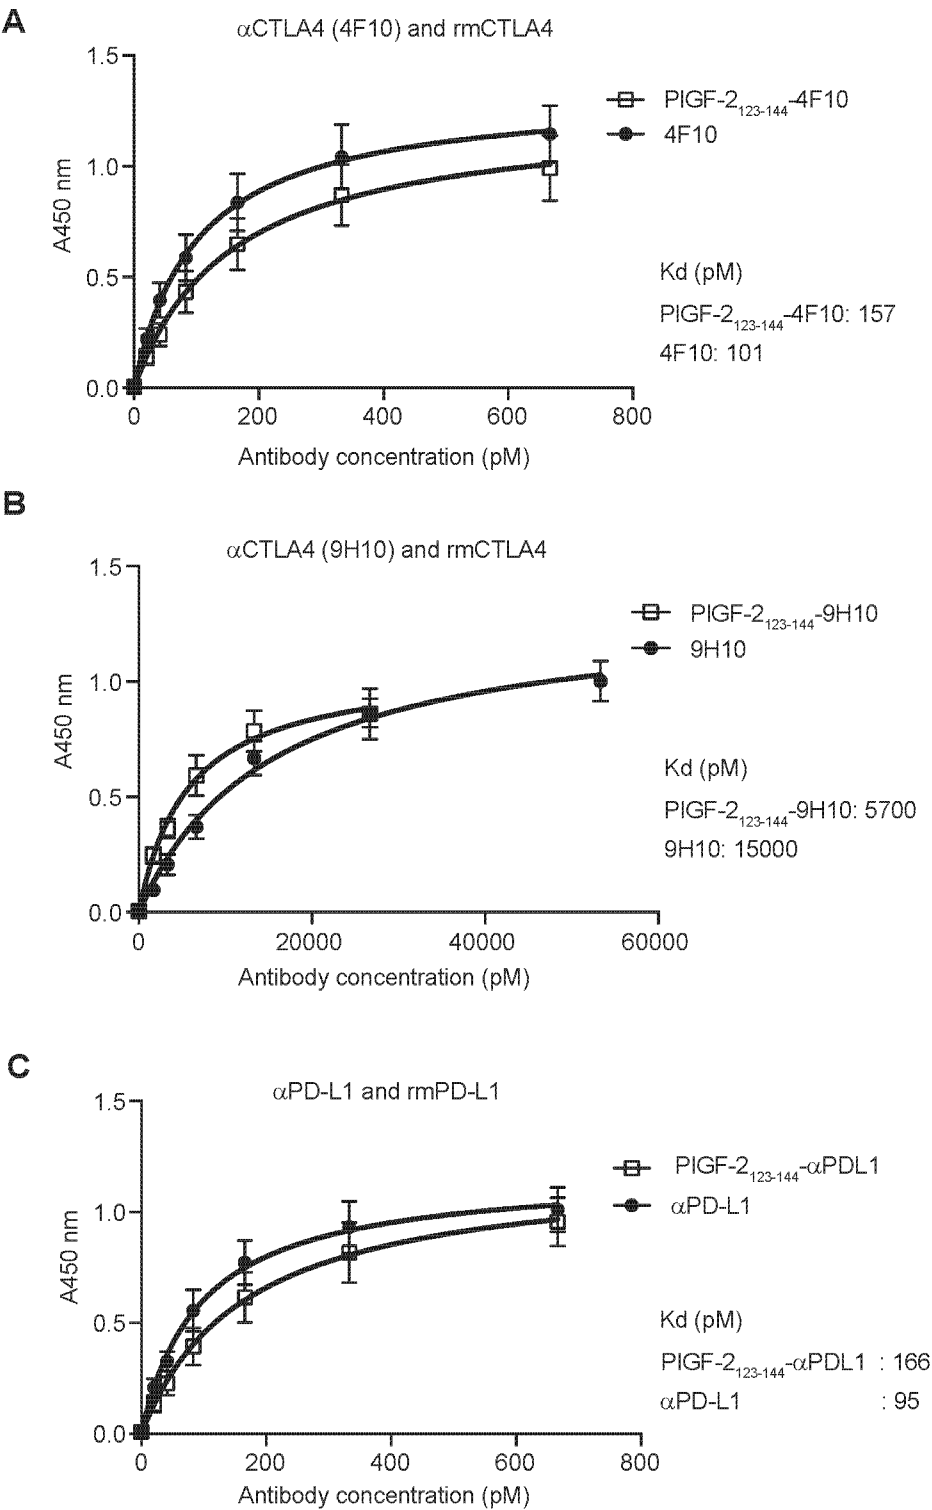 A
αCTLA4 (4F10) and rmCTLA4
1.5
1.0
0.5
0.0
A450 nm
0 200 400 600 800
Antibody concentration (pM)
PlGF-2123-144-4F10
4F10
Kd (pM)
PlGF-2123-144-4F10: 157
4F10: 101
B
αCTLA4 (9H10) and rmCTLA4
1.5
1.0
0.5
0.0
A450 nm
0 20000 40000 60000
Antibody concentration (pM)
PlGF-2123-144-9H10
9H10
Kd (pM)
PlGF-2123-144-9H10: 5700
9H10: 15000
C
αPD-L1 and rmPD-L1
1.5
1.0
0.5
0.0
A450 nm
0 200 400 600 800
Antibody concentration (pM)
PlGF-2123-144-αPDL1
αPD-L1
Kd (pM)
PlGF-2123-144-αPDL1 : 166
αPD-L1 : 95